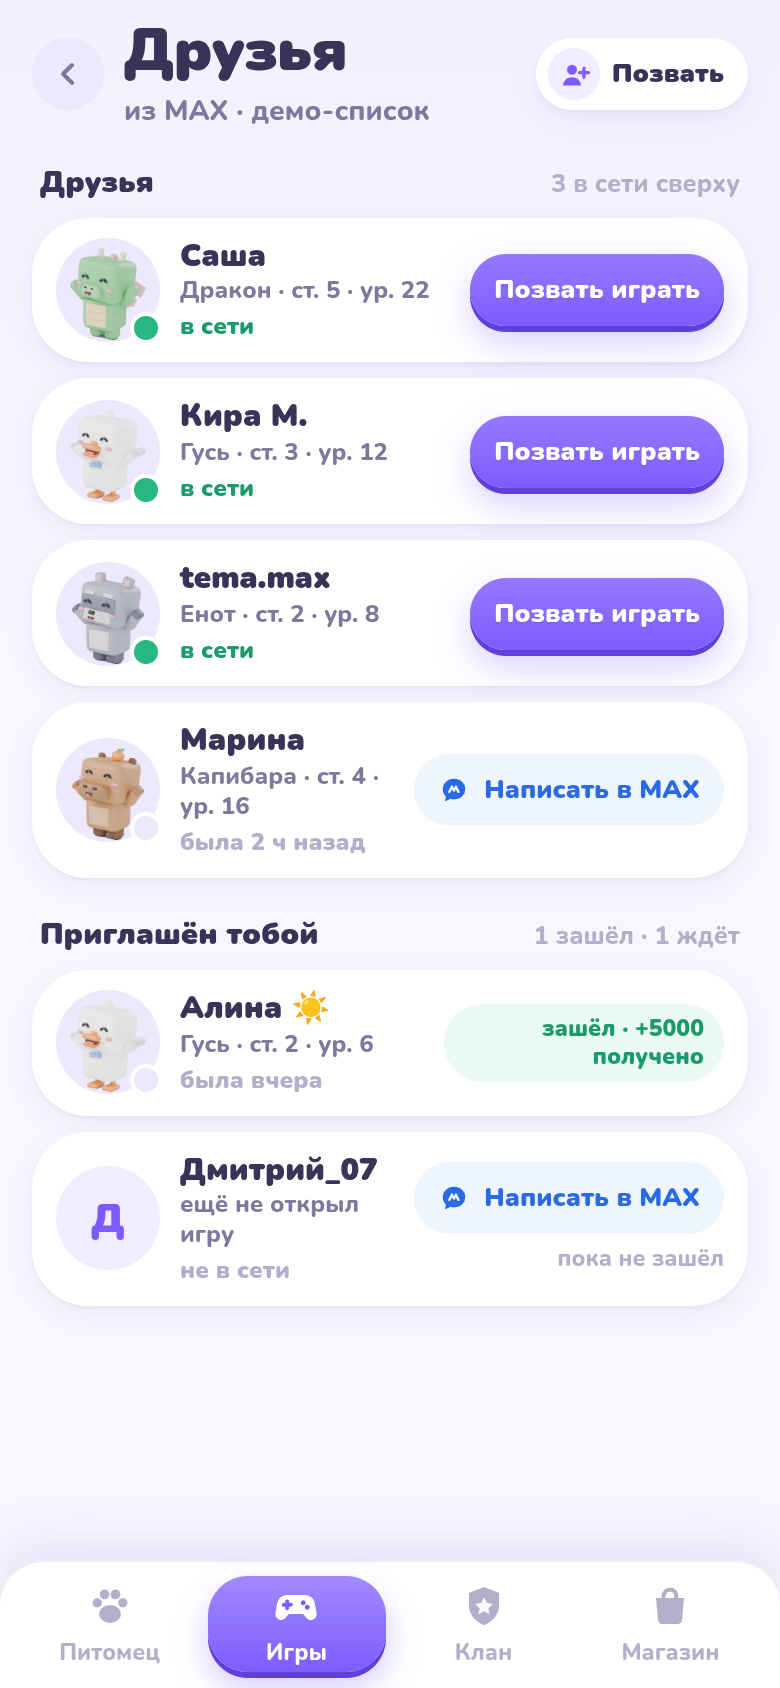 Друзья
из MAX · демо-список
Позвать
Друзья
3 в сети сверху
Саша
Дракон · ст. 5 · ур. 22
в сети
Позвать играть
Кира М.
Гусь · ст. 3 · ур. 12
в сети
Позвать играть
tema.max
Енот · ст. 2 · ур. 8
в сети
Позвать играть
Марина
Капибара · ст. 4 ·
ур. 16
была 2 ч назад
Написать в MAX
Приглашён тобой
1 зашёл · 1 ждёт
Алина ☀️
Гусь · ст. 2 · ур. 6
была вчера
зашёл · +5000
получено
Д
Дмитрий_07
ещё не открыл
игру
не в сети
Написать в MAX
пока не зашёл
Питомец
Игры
Клан
Магазин